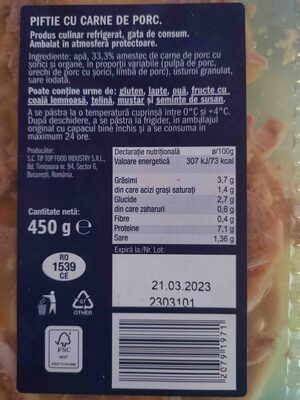 PIFTIE CU CARNE DE PORC.
Produs culinar refrigerat, gata de consum.
Ambalat în atmosferă protectoare.
Ingrediente: apă, 33,3% amestec de carne de porc cu
șorici și organe, în proporții variabile (pulpă de porc,
urechi de porc cu șorici, limbă de porc), usturoi granulat,
sare iodată.
Poate conține urme de: gluten, lapte, ouă, fructe cu
coajă lemnoasă, țelină, muștar și semințe de susan.
A se păstra la o temperatură cuprinsă între 0°C și +4°C.
După deschidere, a se păstra la frigider, în ambalajul
original cu capacul bine închis și a se consuma în
maximum 24 ore.
Producător:
S.C. TIP TOP FOOD INDUSTRY S.R.L.,
Bd. Timișoara nr. 94, Sector 6,
București, România.
Cantitate netă:
450 g e
RO
1539
CE
Declarație nutrițională ø/100g
Valoare energetică 307 kJ/73 kcal
Grăsimi 3,7 g
din care acizi grași saturați 1,4 g
Glucide 2,7 g
din care zaharuri 0,6 g
Fibre 0,4 g
Proteine 7,1 g
Sare 1,36 g
Expiră la:/Nr. Lot:
21.03.2023
2303101
07
OTHER
FSC
MIX
20791971